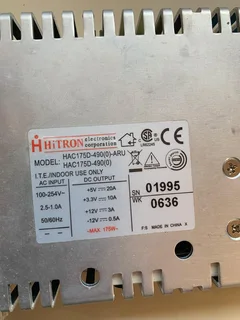 HiTRON electronics corporation
MODEL: HAC175D-490(0)-ARU
HAC175D-490(0)
I.T.E./INDOOR USE ONLY
AC INPUT
DC OUTPUT
100-254V~
2.5-1.0A
50/60Hz
+5V 20A
+3.3V 10A
+12V 3A
-12V 0.5A
-MAX. 175W-
SN 01995
WK 0636
F/S MADE IN CHINA